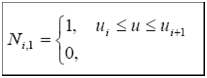 N_{i,1} = { 1, u_i ≤ u ≤ u_{i+1}
0,